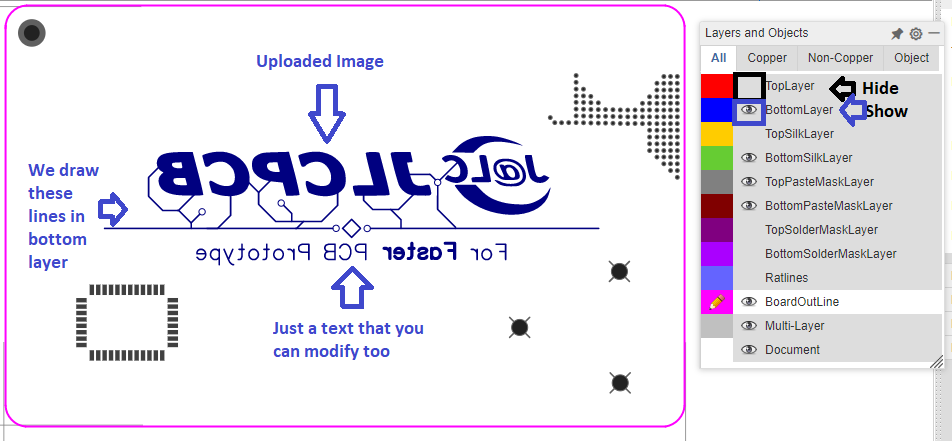 Uploaded Image
We draw
these
lines in
bottom
layer
J@LC JLCPCB
For Faster PCB Prototype
Just a text that you
can modify too
Layers and Objects
All Copper Non-Copper Object
TopLayer Hide
BottomLayer Show
TopSilkLayer
BottomSilkLayer
TopPasteMaskLayer
BottomPasteMaskLayer
TopSolderMaskLayer
BottomSolderMaskLayer
Ratlines
BoardOutLine
Multi-Layer
Document